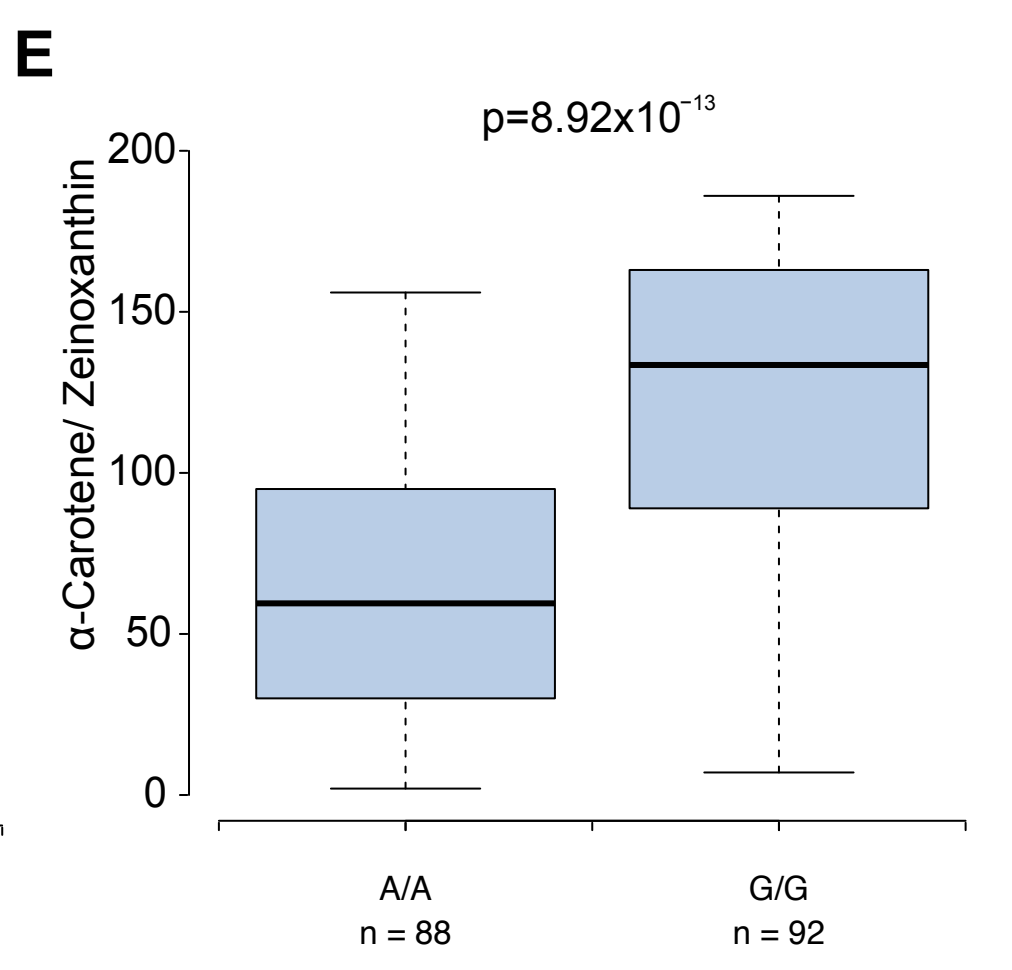 E
p=8.92x10⁻¹³
α-Carotene/ Zeinoxanthin
200
150
100
50
0
A/A
G/G
n = 88
n = 92